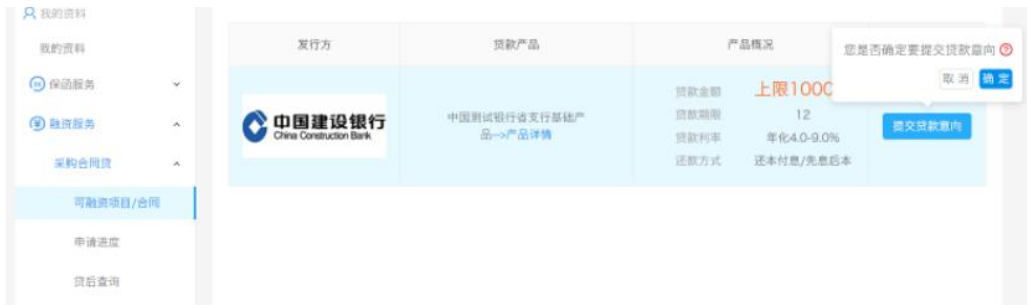 我的资料
我的资料
保函服务
融资服务
采购合同贷
可融资项目/合同
申请进度
贷后查询
发行方
贷款产品
产品概况
中国建设银行
China Construction Bank
中国测试银行省支行基础产
品-->产品详情
贷款金额 上限1000
贷款期限 12
贷款利率 年化4.0-9.0%
还款方式 还本付息/先息后本
您是否确定要提交贷款意向
取 消 确 定
提交贷款意向